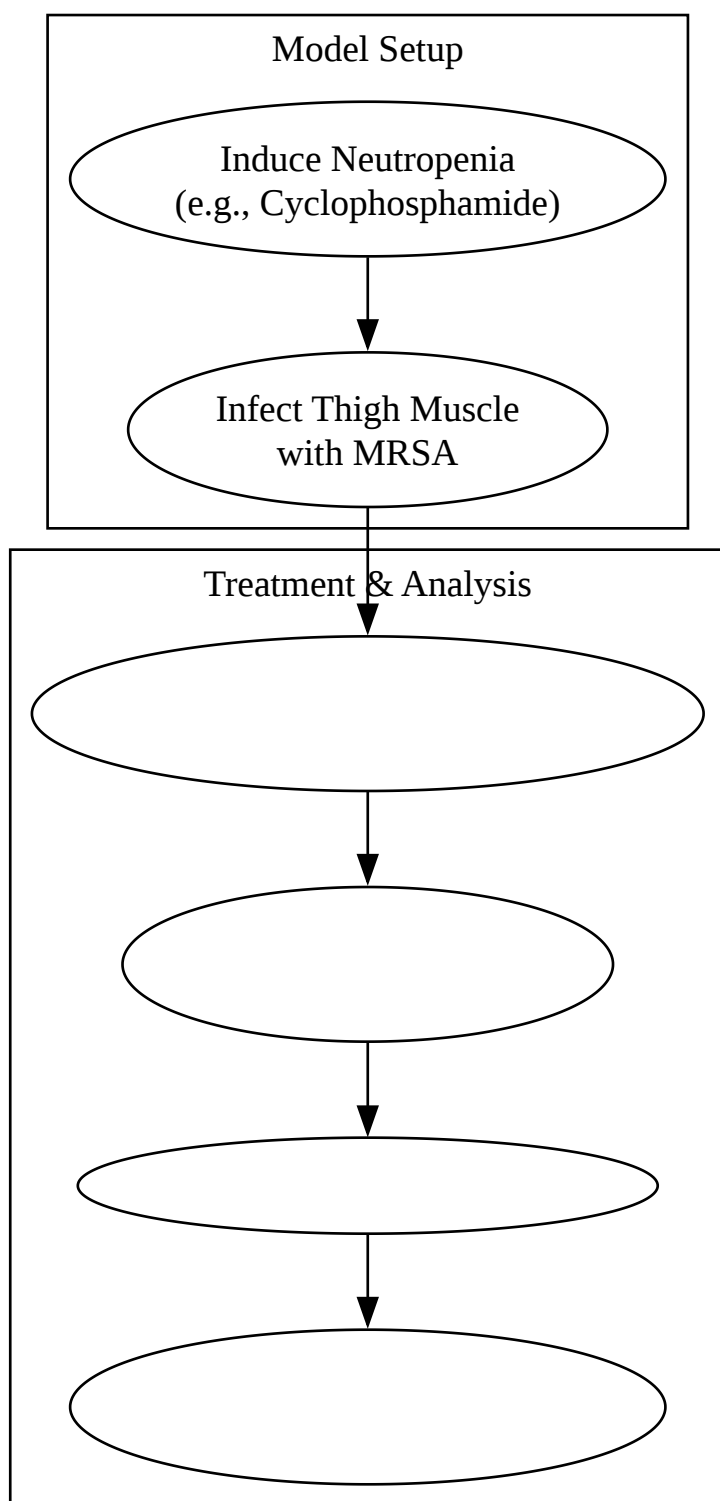 Model Setup
Induce Neutropenia
(e.g., Cyclophosphamide)
Infect Thigh Muscle
with MRSA
Treatment & Analysis